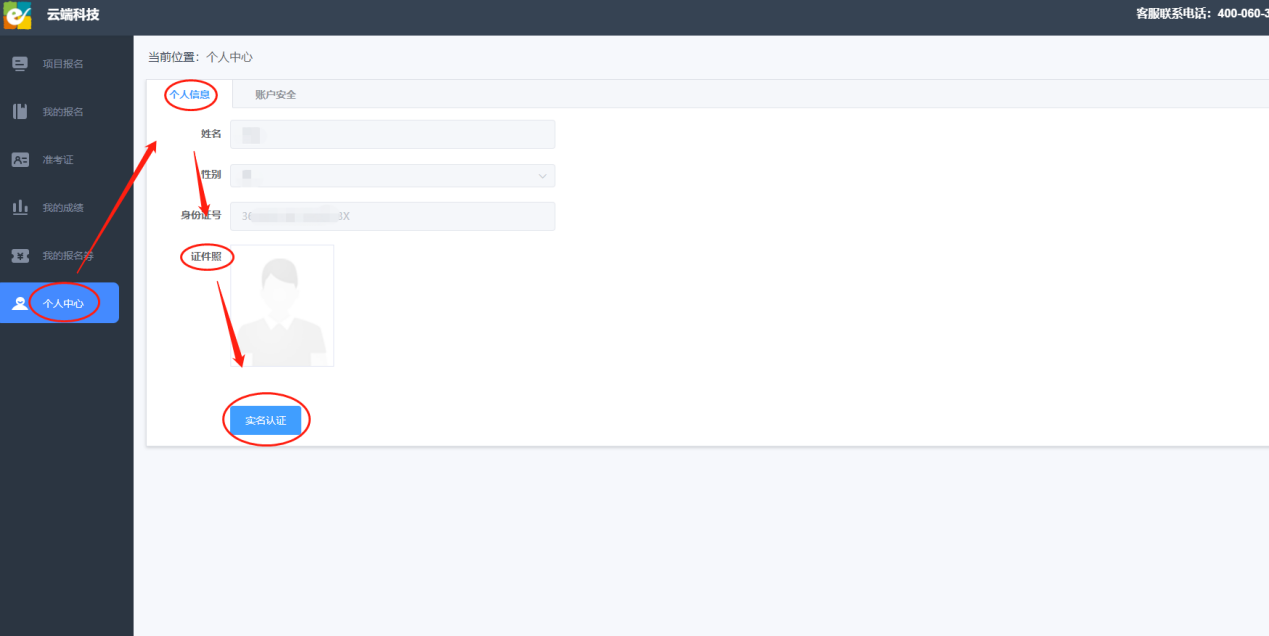 云端科技
客服联系电话：400-060-3
项目报名
我的报名
准考证
我的成绩
我的报名券
个人中心
当前位置：个人中心
个人信息
账户安全
姓名
性别
身份证号
36
3X
证件照
实名认证